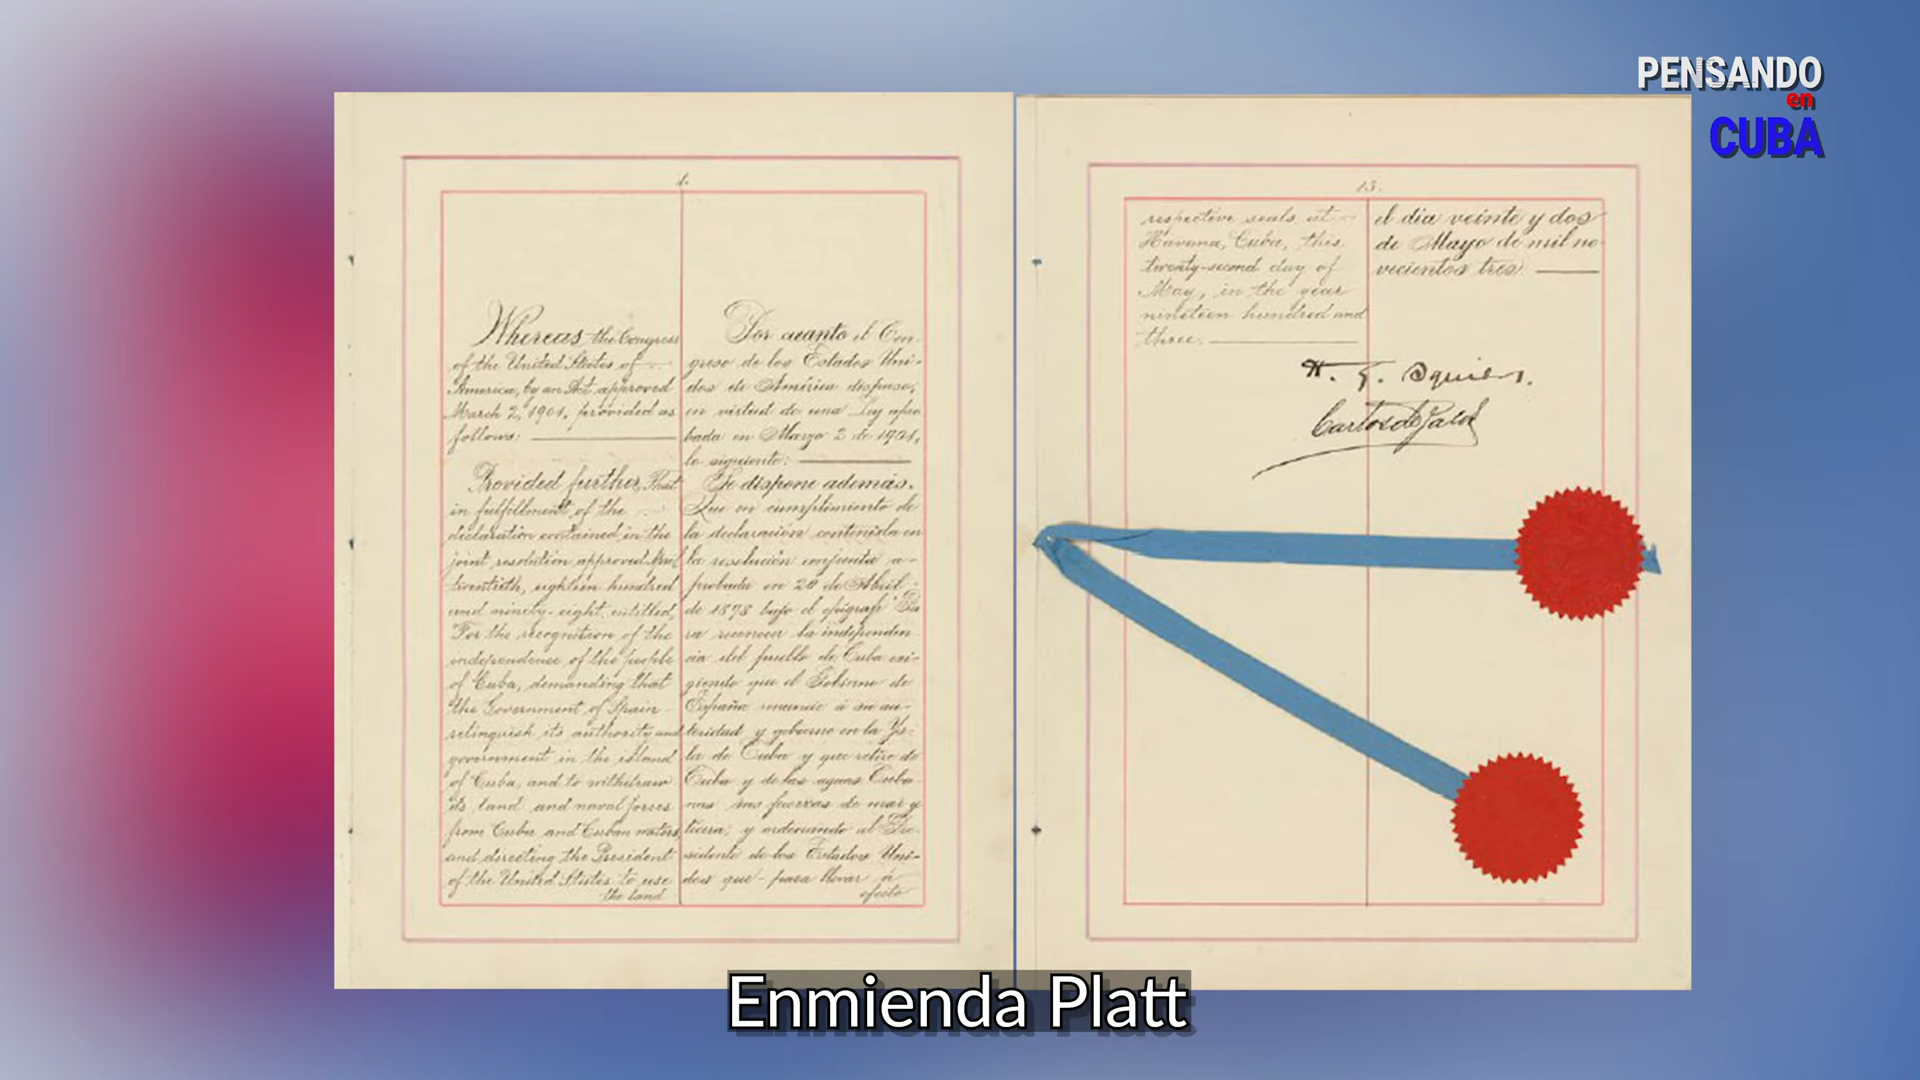 PENSANDO
en
CUBA
1.
Whereas the Congress
of the United States of
America, by an Act approved
March 2, 1901, provided as
follows:
Provided further, That
in fulfillment of the
declaration contained in the
joint resolution approved April
twentieth, eighteen hundred
and ninety-eight, entitled,
"For the recognition of the
independence of the people
of Cuba, demanding that
the Government of Spain
relinquish its authority and
government in the island
of Cuba, and to withdraw
its land and naval forces
from Cuba and Cuban waters,
and directing the President
of the United States to use
the land
Por cuanto el Con-
greso de los Estados Uni-
dos de América dispuso,
en virtud de una Ley apro
bada en Marzo 2 de 1901,
lo siguiente:
Se dispone además,
Que en cumplimiento de
la declaración contenida en
la resolución conjunta a-
probada en 20 de Abril
de 1898 bajo el epígrafe "Pa
ra reconocer la independen
cia del pueblo de Cuba exi-
giendo que el Gobierno de
España renuncie á su au-
toridad y gobierno en la Ys-
la de Cuba y que retire de
Cuba y de las aguas Cuba-
nas sus fuerzas de mar y
tierra; y ordenando al Pre-
sidente de los Estados Uni-
dos que para llevar á
efecto
13.
respective seals at
Havana, Cuba, this
twenty-second day of
May, in the year
nineteen hundred and
three.
el día veinte y dos
de Mayo de mil no-
vecientos tres.
H. G. Squiers.
Carlos de Zaldo
Enmienda Platt